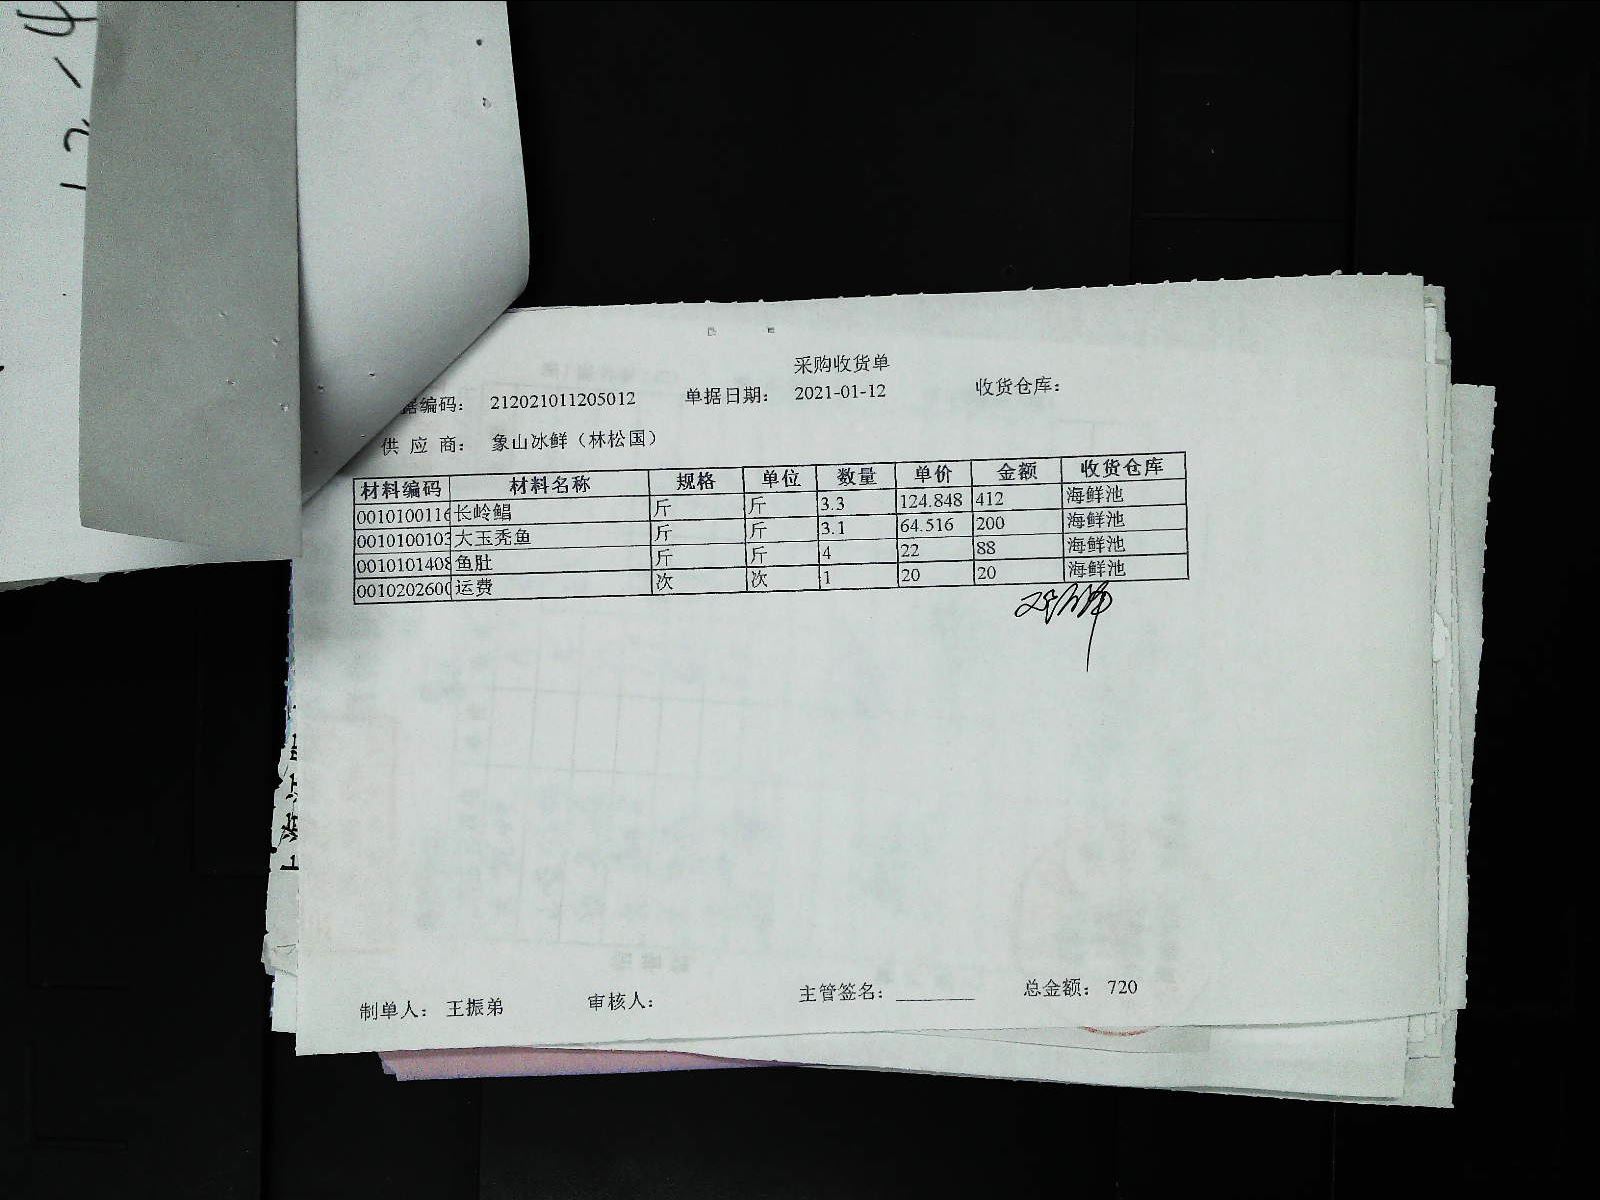 采购收货单
据编码： 212021011205012 单据日期： 2021-01-12 收货仓库：
供 应 商： 象山冰鲜（林松国）
材料编码 材料名称 规格 单位 数量 单价 金额 收货仓库
0010100116 长岭鲳 斤 斤 3.3 124.848 412 海鲜池
0010100103 大玉秃鱼 斤 斤 3.1 64.516 200 海鲜池
0010101408 鱼肚 斤 斤 4 22 88 海鲜池
0010202600 运费 次 次 1 20 20 海鲜池
制单人： 王振弟 审核人： 主管签名： ________ 总金额： 720